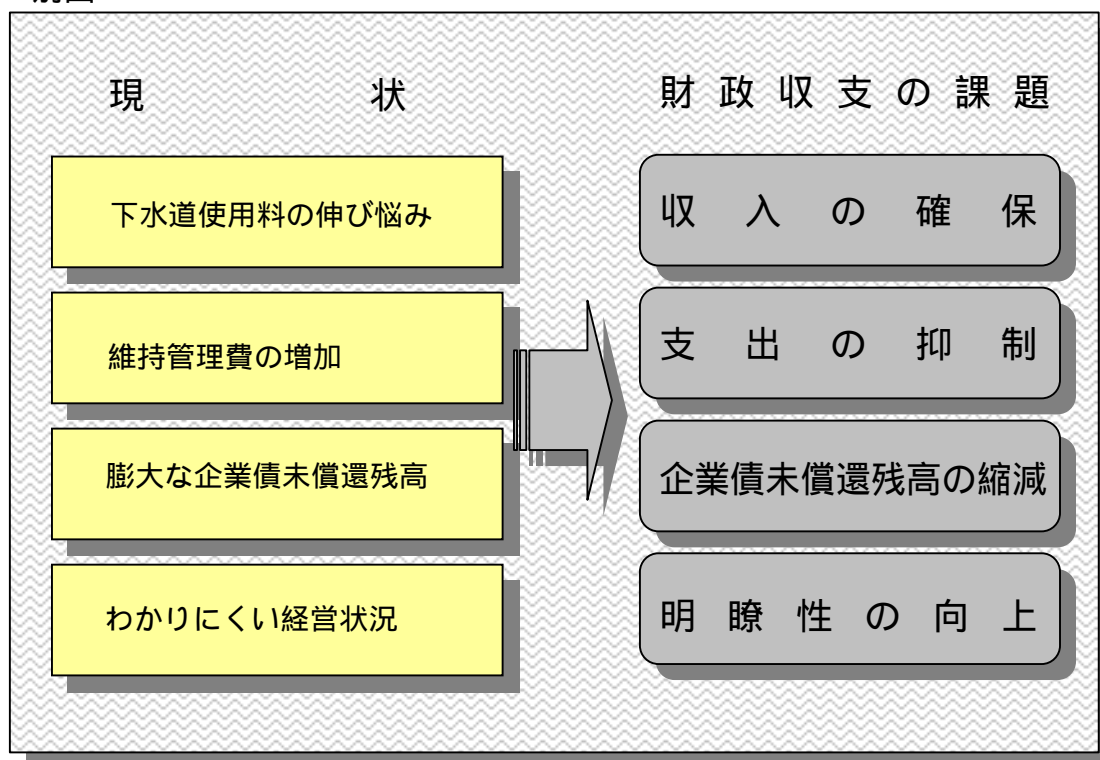 現状
財政収支の課題
下水道使用料の伸び悩み
収入の確保
維持管理費の増加
支出の抑制
膨大な企業債未償還残高
企業債未償還残高の縮減
わかりにくい経営状況
明瞭性の向上